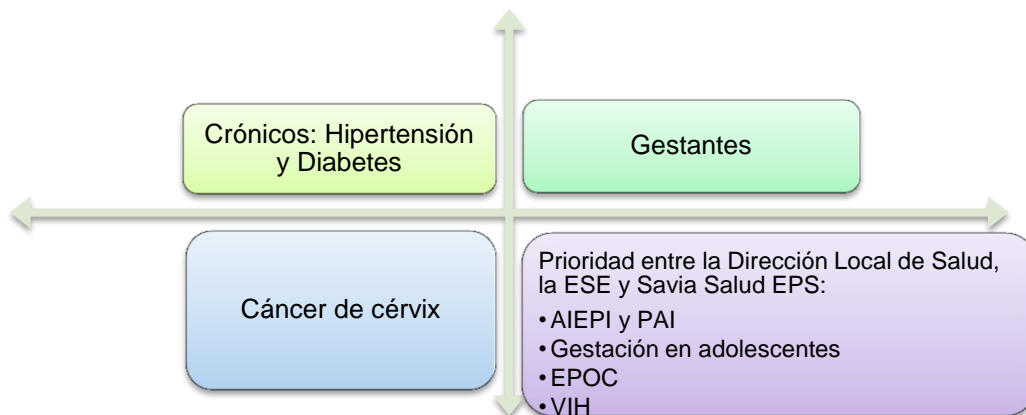 Crónicos: Hipertensión
y Diabetes
Gestantes
Cáncer de cérvix
Prioridad entre la Dirección Local de Salud,
la ESE y Savia Salud EPS:
• AIEPI y PAI
• Gestación en adolescentes
• EPOC
• VIH